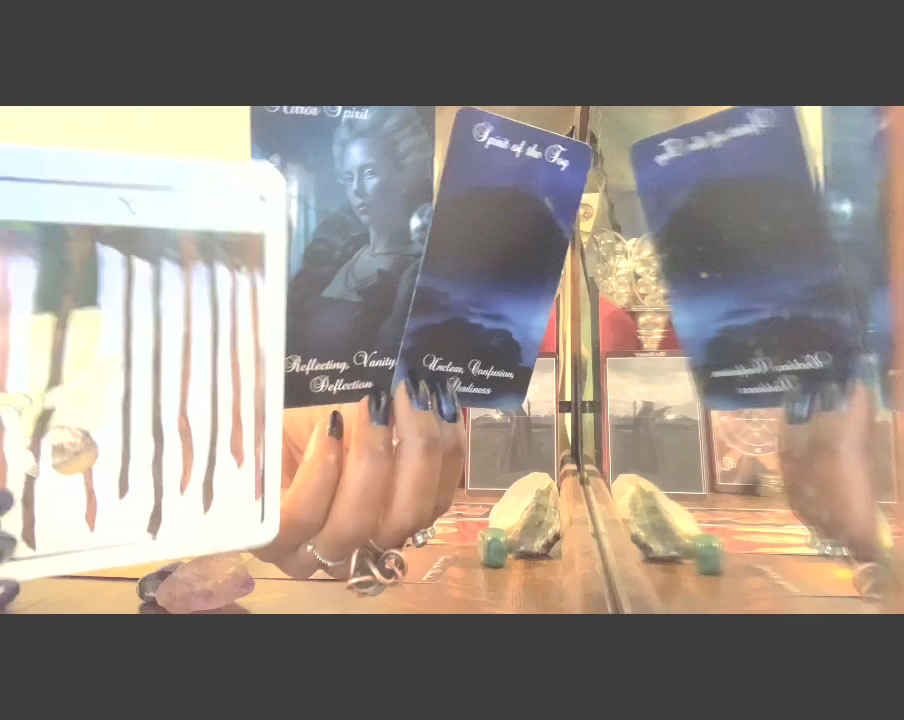 Mirror Spirit
Reflecting, Vanity,
Deflection
Spirit of the Fog
Unclear, Confusion,
Shadiness